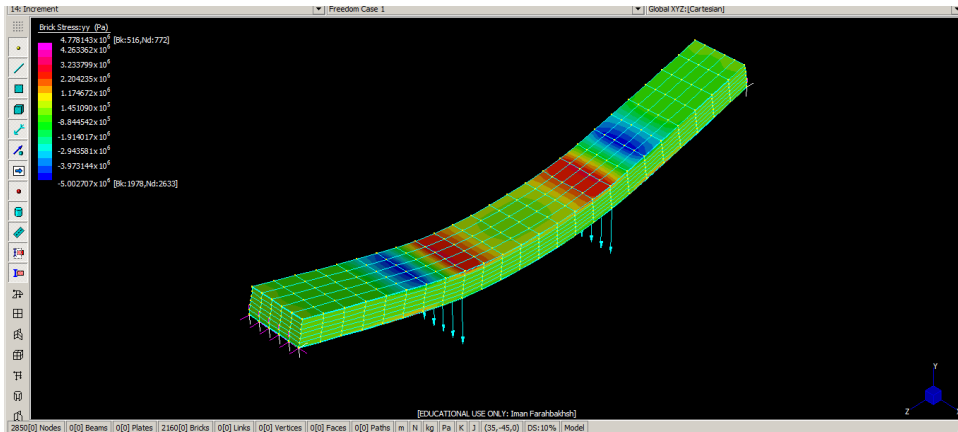 14: Increment
Freedom Case 1
Global XYZ:[Cartesian]
Brick Stress:yy (Pa)
4.778143x10⁶ [Bk:516,Nd:772]
4.263362x10⁶
3.233799x10⁶
2.204235x10⁶
1.174672x10⁶
1.451090x10⁵
-8.844542x10⁵
-1.914017x10⁶
-2.943581x10⁶
-3.973144x10⁶
-5.002707x10⁶ [Bk:1978,Nd:2633]
Y
Z
X
[EDUCATIONAL USE ONLY: Iman Farahbakhsh]
2850[0] Nodes 0[0] Beams 0[0] Plates 2160[0] Bricks 0[0] Links 0[0] Vertices 0[0] Faces 0[0] Paths m N kg Pa K J (35,-45,0) DS:10% Model